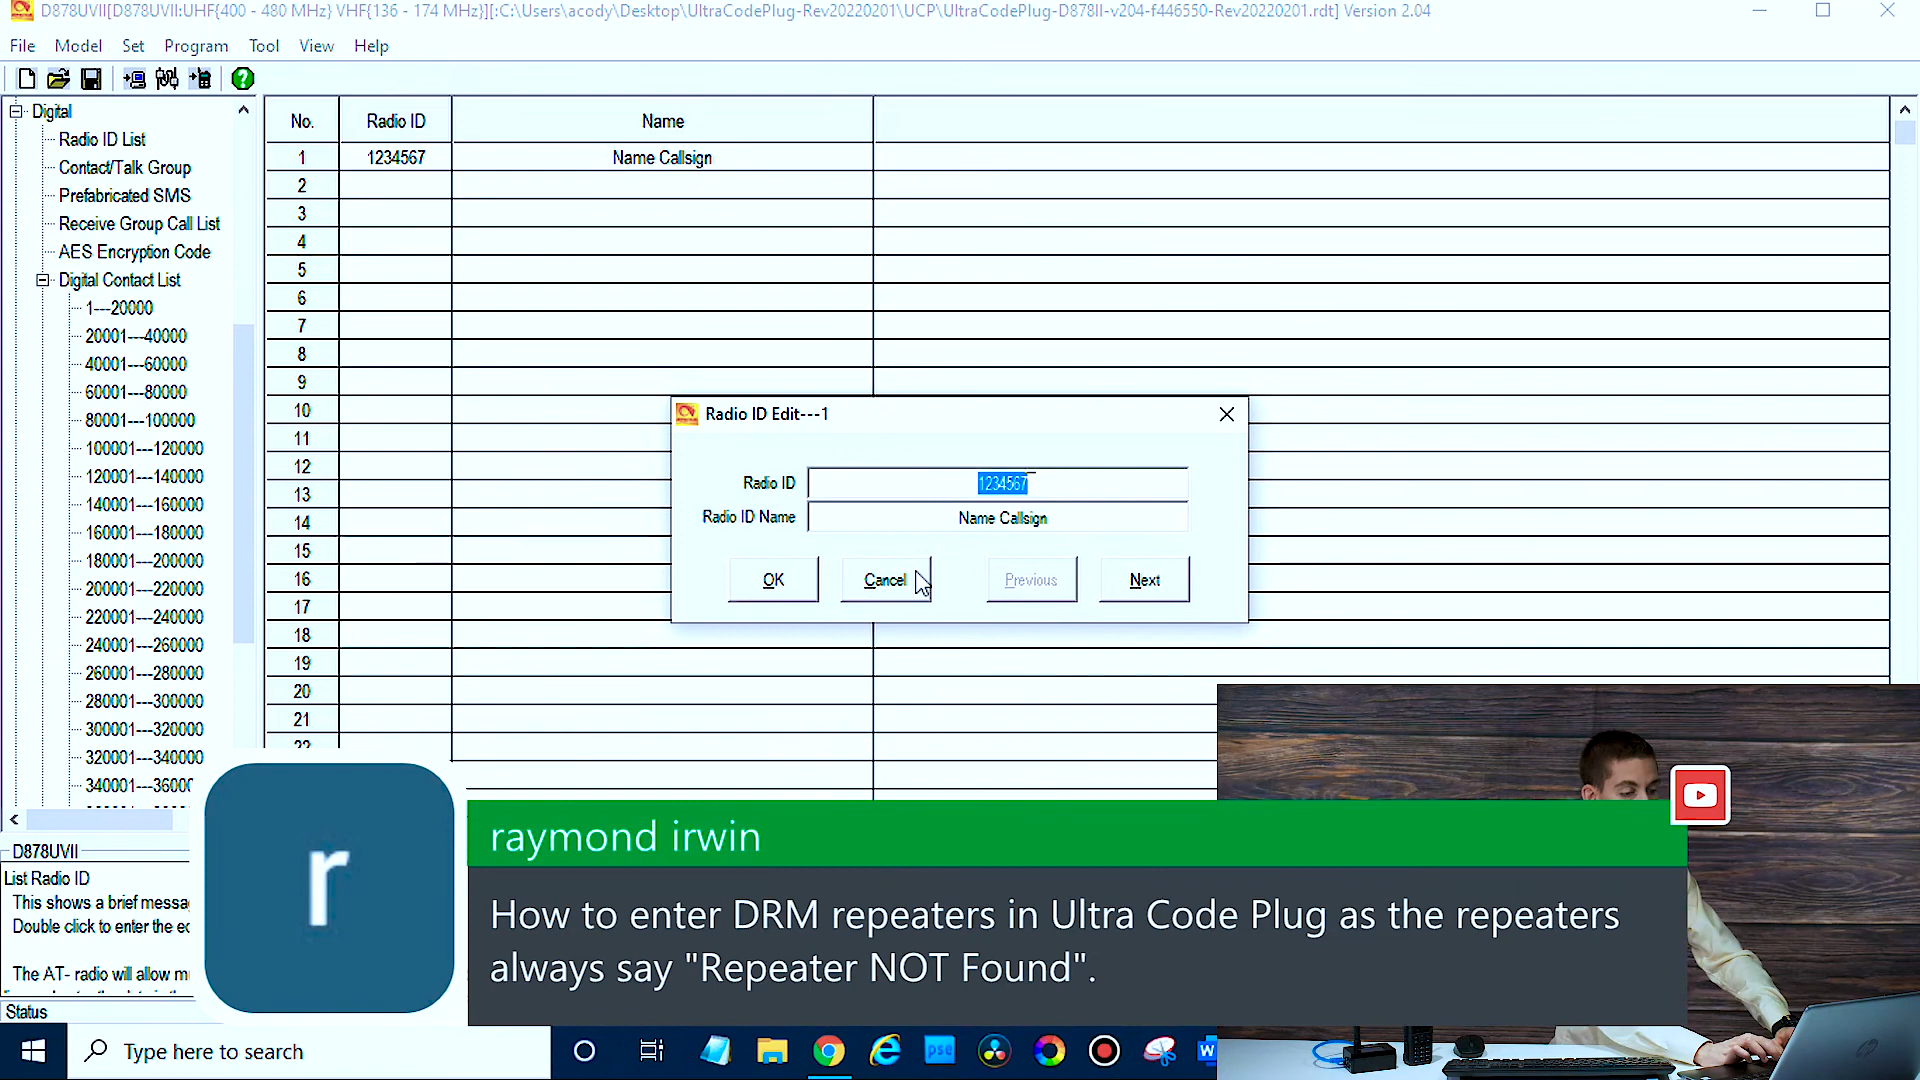 D878UVII[D878UVII:UHF{400 - 480 MHz} VHF{136 - 174 MHz}][:C:\Users\acody\Desktop\UltraCodePlug-Rev20220201\UCP\UltraCodePlug-D878II-v204-f446550-Rev20220201.rdt] Version 2.04
File Model Set Program Tool View Help
Digital
Radio ID List
Contact/Talk Group
Prefabricated SMS
Receive Group Call List
AES Encryption Code
Digital Contact List
1---20000
20001---40000
40001---60000
60001---80000
80001---100000
100001---120000
120001---140000
140001---160000
160001---180000
180001---200000
200001---220000
220001---240000
240001---260000
260001---280000
280001---300000
300001---320000
320001---340000
340001---36000
No. Radio ID Name
1 1234567 Name Callsign
2
3
4
5
6
7
8
9
10
11
12
13
14
15
16
17
18
19
20
21
22
Radio ID Edit---1
Radio ID 1234567
Radio ID Name Name Callsign
OK Cancel Previous Next
D878UVII
List Radio ID
This shows a brief messa
Double click to enter the
The AT- radio will allow
Status
r
raymond irwin
How to enter DRM repeaters in Ultra Code Plug as the repeaters
always say "Repeater NOT Found".
Type here to search
pse
W
hp